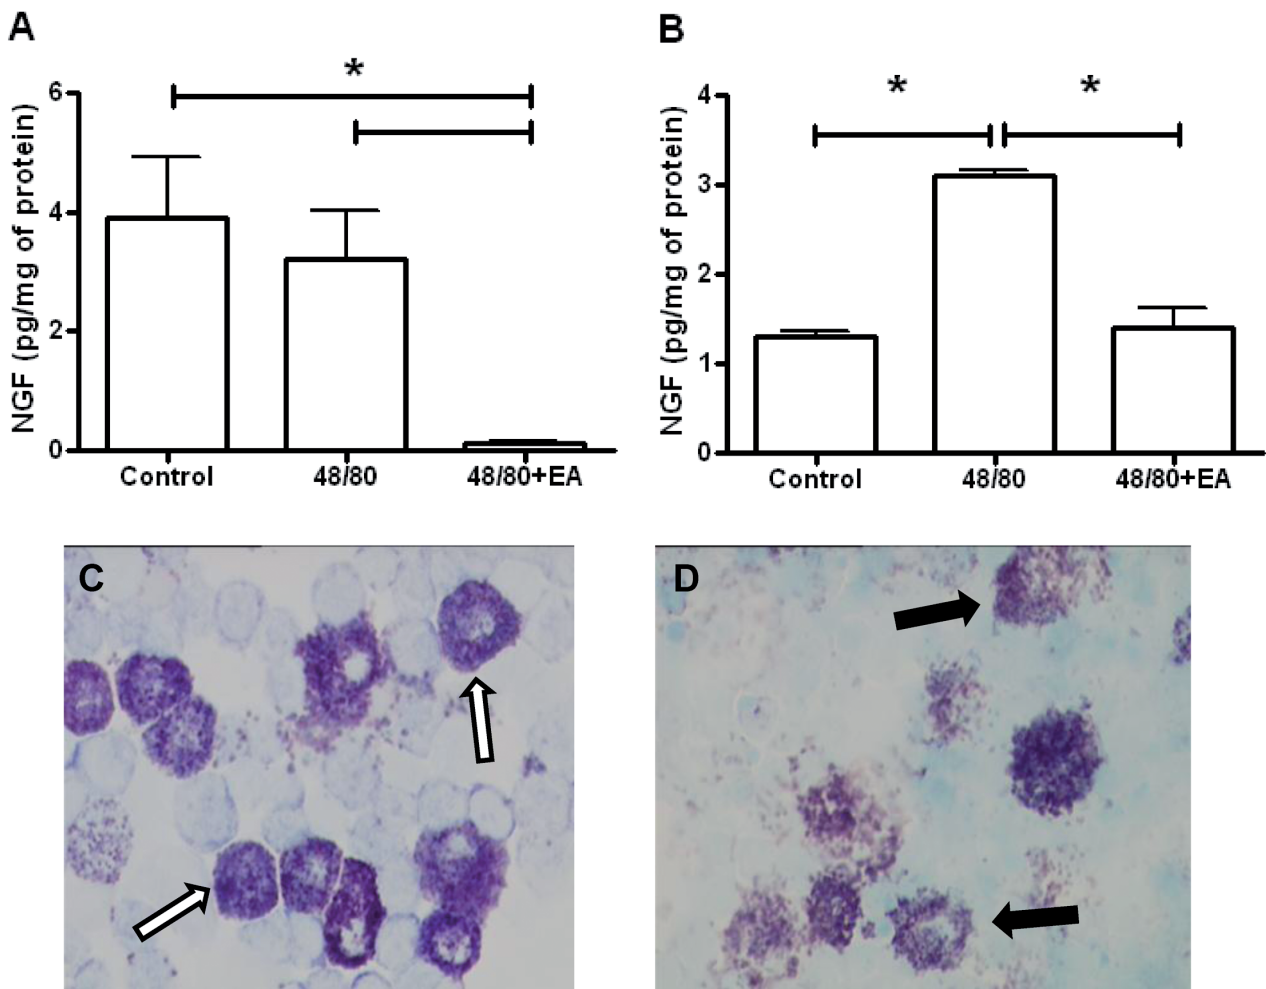 A
*
6
4
2
0
NGF (pg/mg of protein)
Control 48/80 48/80+EA
B
* *
4
3
2
1
0
NGF (pg/mg of protein)
Control 48/80 48/80+EA
C
D